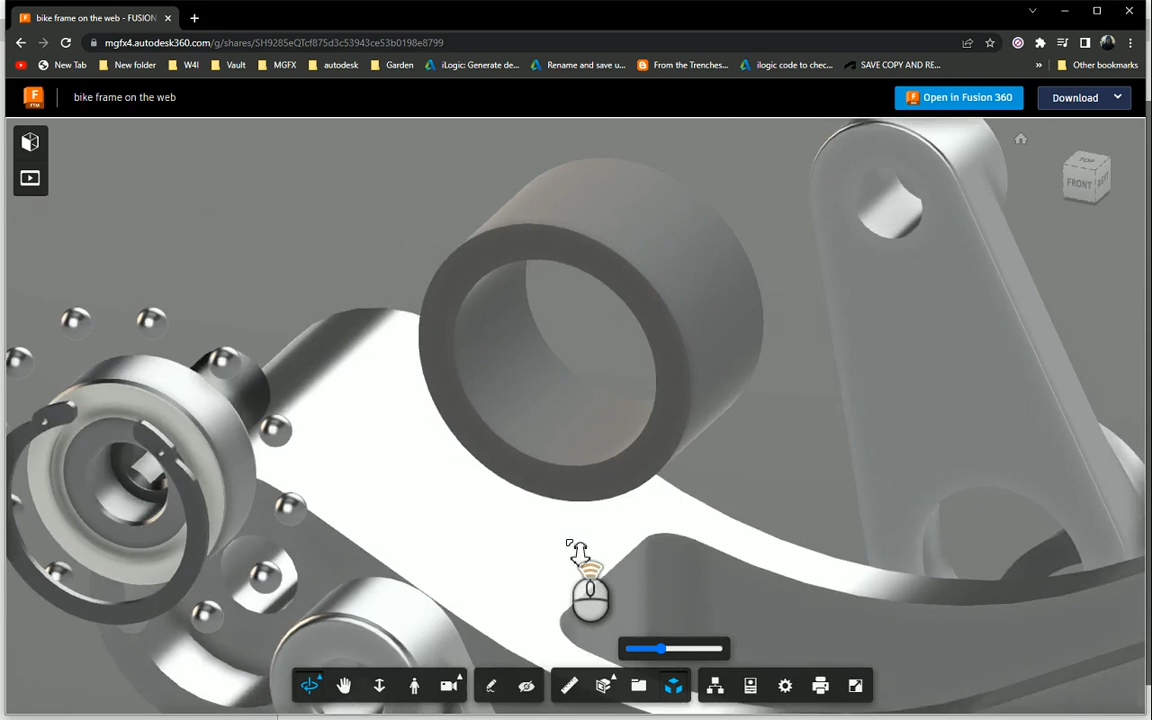 bike frame on the web - FUSION
mgfx4.autodesk360.com/g/shares/SH9285eQTcf875d3c53943ce53b0198e8799
New Tab
New folder
W4I
Vault
MGFX
autodesk
Garden
iLogic: Generate de...
Rename and save u...
From the Trenches...
ilogic code to chec...
SAVE COPY AND RE...
»
Other bookmarks
F
FTM
bike frame on the web
Open in Fusion 360
Download
TOP
FRONT